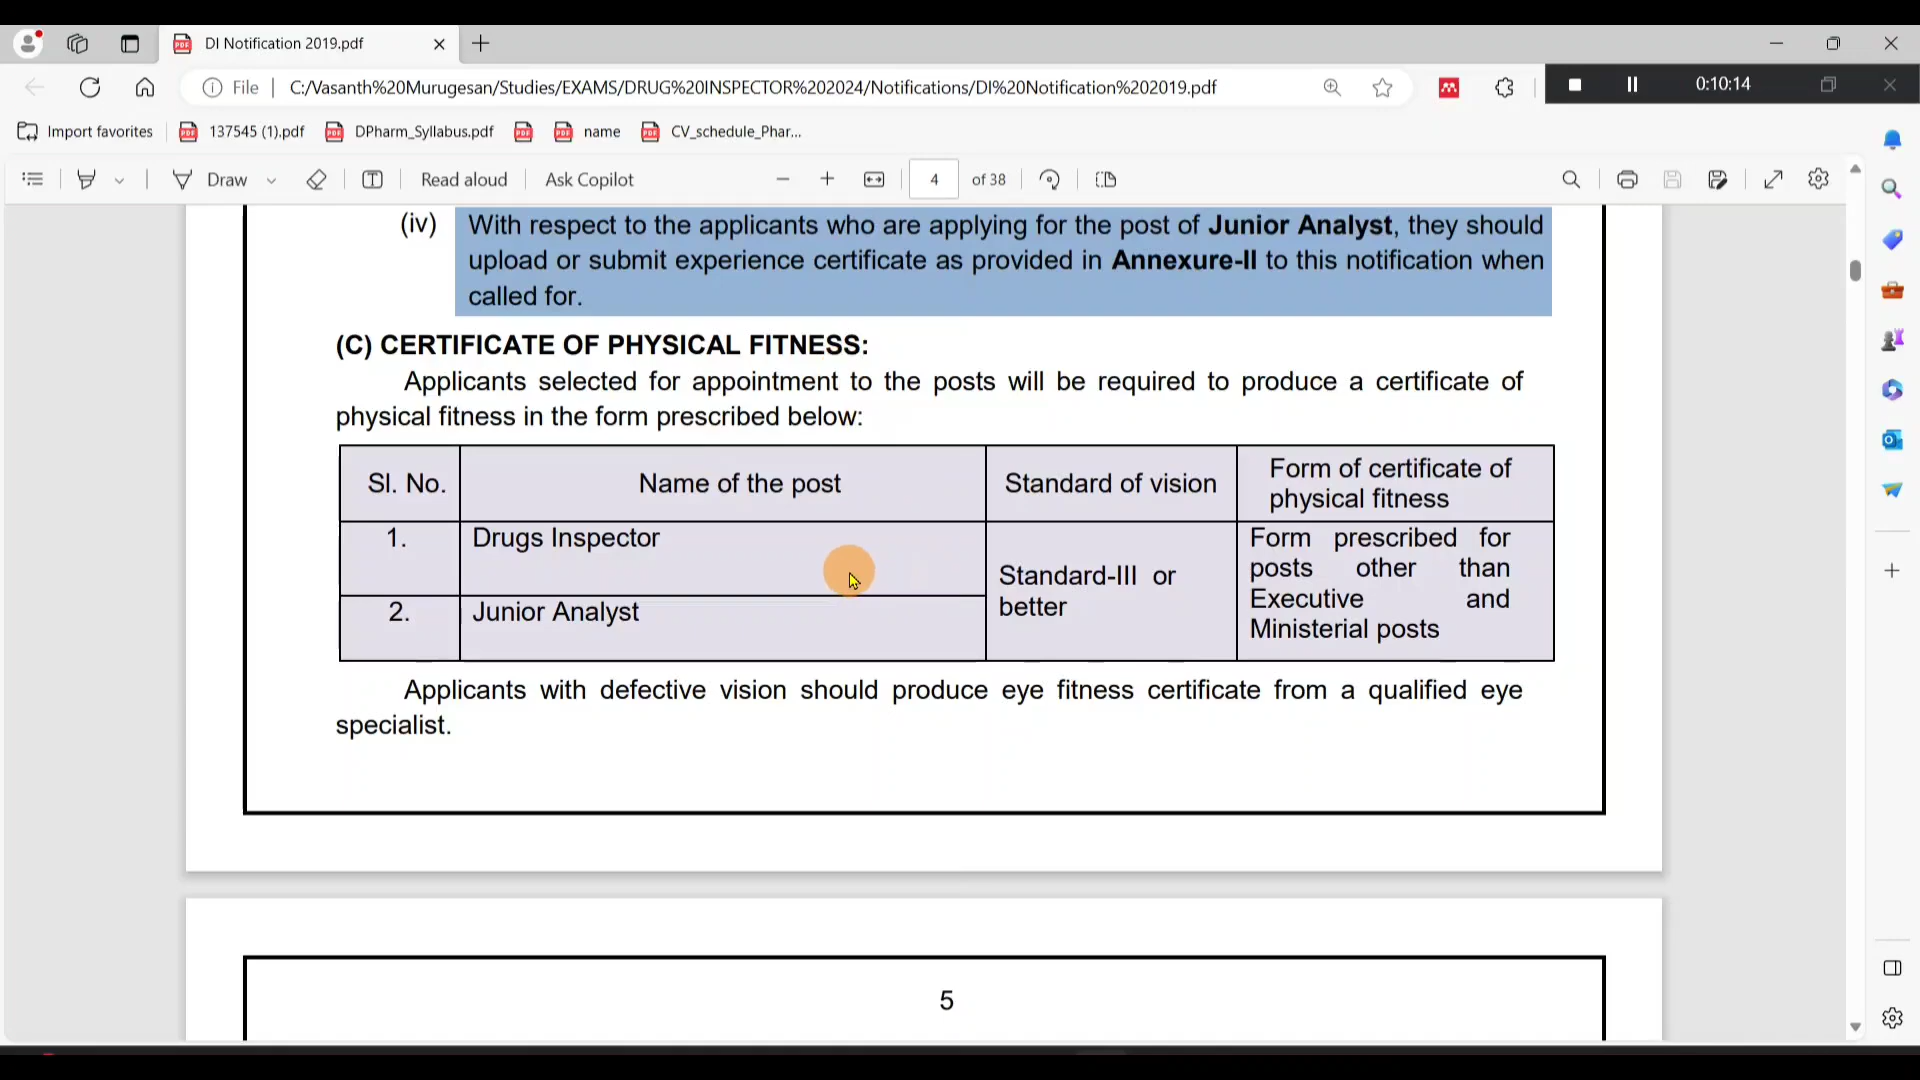 DI Notification 2019.pdf
File
C:/Vasanth%20Murugesan/Studies/EXAMS/DRUG%20INSPECTOR%202024/Notifications/DI%20Notification%202019.pdf
0:10:14
Import favorites
137545 (1).pdf
DPharm_Syllabus.pdf
name
CV_schedule_Phar...
Draw
Read aloud
Ask Copilot
4
of 38
(iv) With respect to the applicants who are applying for the post of Junior Analyst, they should
upload or submit experience certificate as provided in Annexure-II to this notification when
called for.
(C) CERTIFICATE OF PHYSICAL FITNESS:
Applicants selected for appointment to the posts will be required to produce a certificate of
physical fitness in the form prescribed below:
Sl. No.
Name of the post
Standard of vision
Form of certificate of
physical fitness
1.
Drugs Inspector
Standard-III or
better
Form prescribed for
posts other than
Executive and
Ministerial posts
2.
Junior Analyst
Applicants with defective vision should produce eye fitness certificate from a qualified eye
specialist.
5